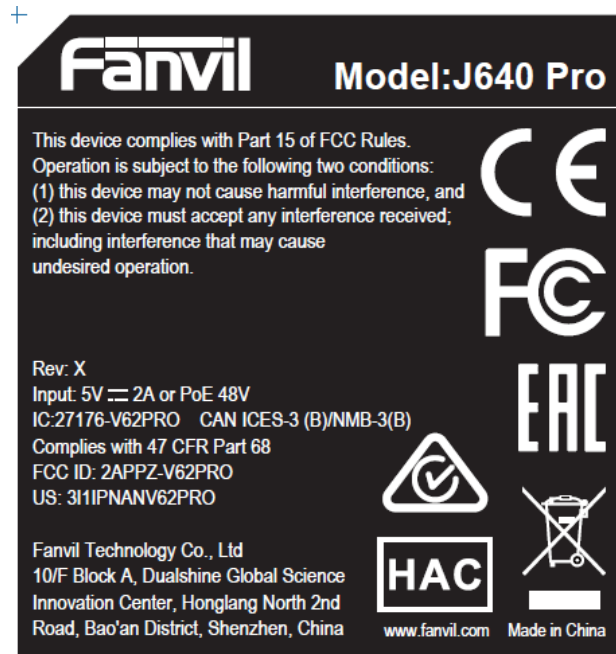 Fanvil
Model:J640 Pro
This device complies with Part 15 of FCC Rules.
Operation is subject to the following two conditions:
(1) this device may not cause harmful interference, and
(2) this device must accept any interference received;
including interference that may cause
undesired operation.
CE
FC
EAC
Rev: X
Input: 5V ⎓ 2A or PoE 48V
IC:27176-V62PRO CAN ICES-3 (B)/NMB-3(B)
Complies with 47 CFR Part 68
FCC ID: 2APPZ-V62PRO
US: 3I1IPNANV62PRO
Fanvil Technology Co., Ltd
10/F Block A, Dualshine Global Science
Innovation Center, Honglang North 2nd
Road, Bao'an District, Shenzhen, China
HAC
www.fanvil.com
Made in China